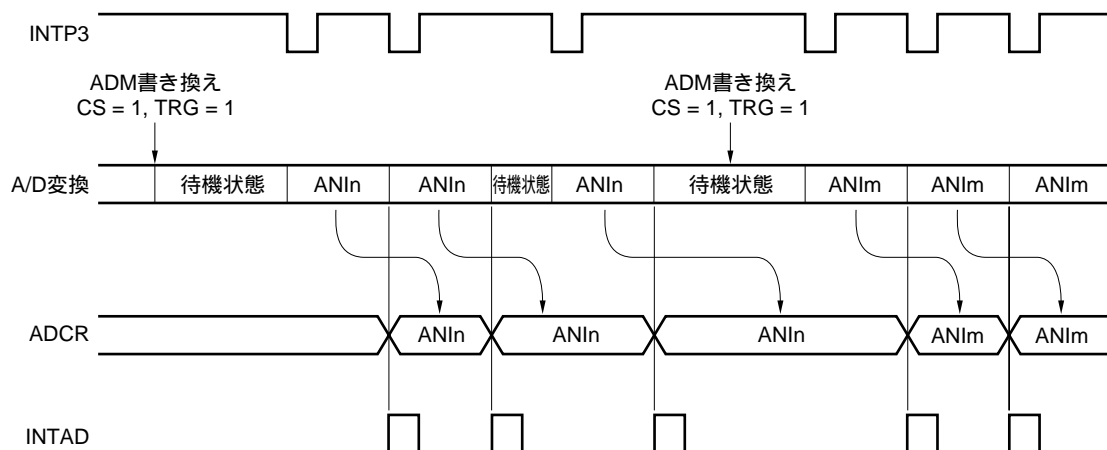 INTP3
ADM書き換え
CS = 1, TRG = 1
ADM書き換え
CS = 1, TRG = 1
A/D変換 待機状態 ANIn ANIn 待機状態 ANIn 待機状態 ANIm ANIm ANIm
ADCR ANIn ANIn ANIn ANIm ANIm
INTAD